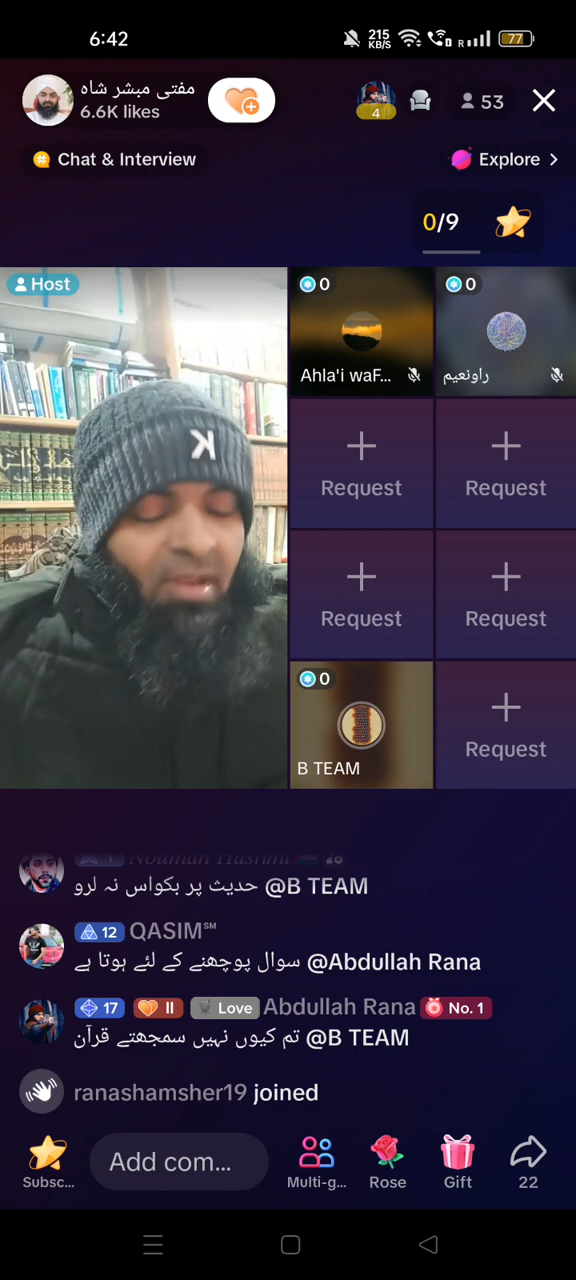 6:42
215
KB/S
R
77
مفتی مبشر شاہ
6.6K likes
4
53
Chat & Interview
Explore >
0/9
Host
0
0
K
Ahla'i waF...
راونعیم
Request
Request
Request
Request
0
B TEAM
Request
Nouman Hashmi
@B TEAM حدیث پر بکواس نہ لرو
12 QASIM℠
@Abdullah Rana سوال پوچھنے کے لئے ہوتا ہے
17 II Love Abdullah Rana No. 1
@B TEAM تم کیوں نہیں سمجھتے قرآن
ranashamsher19 joined
Subsc...
Add com...
Multi-g...
Rose
Gift
22